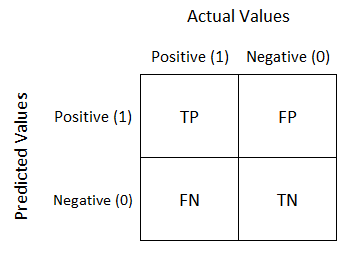 Actual Values
Positive (1) Negative (0)
Predicted Values
Positive (1) TP FP
Negative (0) FN TN